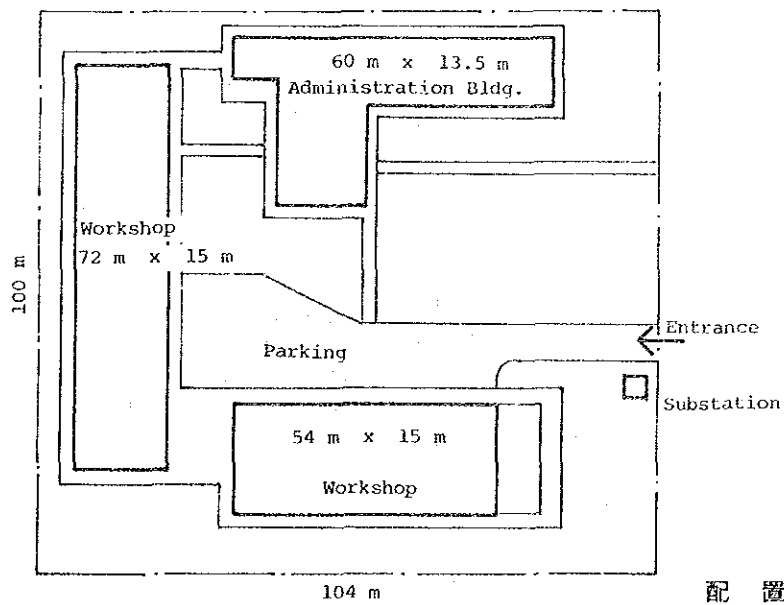 60 m x 13.5 m
Administration Bldg.
Workshop
72 m x 15 m
100 m
Entrance
Parking
Substation
54 m x 15 m
Workshop
104 m
配 置